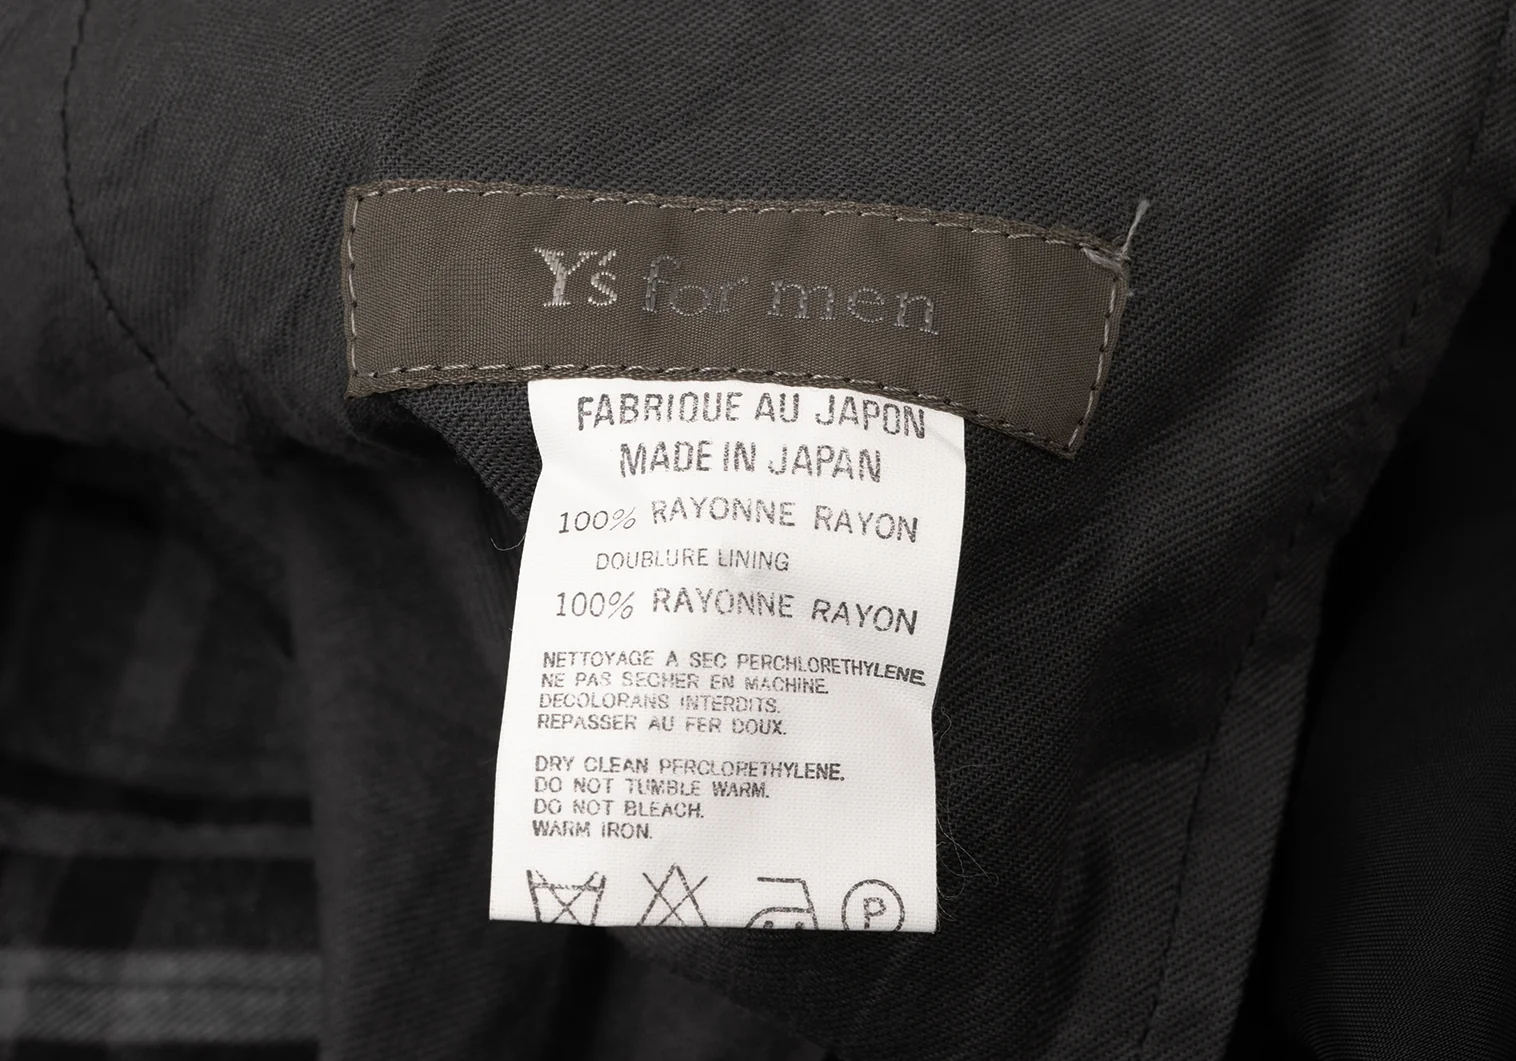 Y's for men
FABRIQUE AU JAPON
MADE IN JAPAN
100% RAYONNE RAYON
DOUBLURE LINING
100% RAYONNE RAYON
NETTOYAGE A SEC PERCHLORETHYLENE.
NE PAS SECHER EN MACHINE.
DECOLORANS INTERDITS.
REPASSER AU FER DOUX.
DRY CLEAN PERCLORETHYLENE.
DO NOT TUMBLE WARM.
DO NOT BLEACH.
WARM IRON.
P